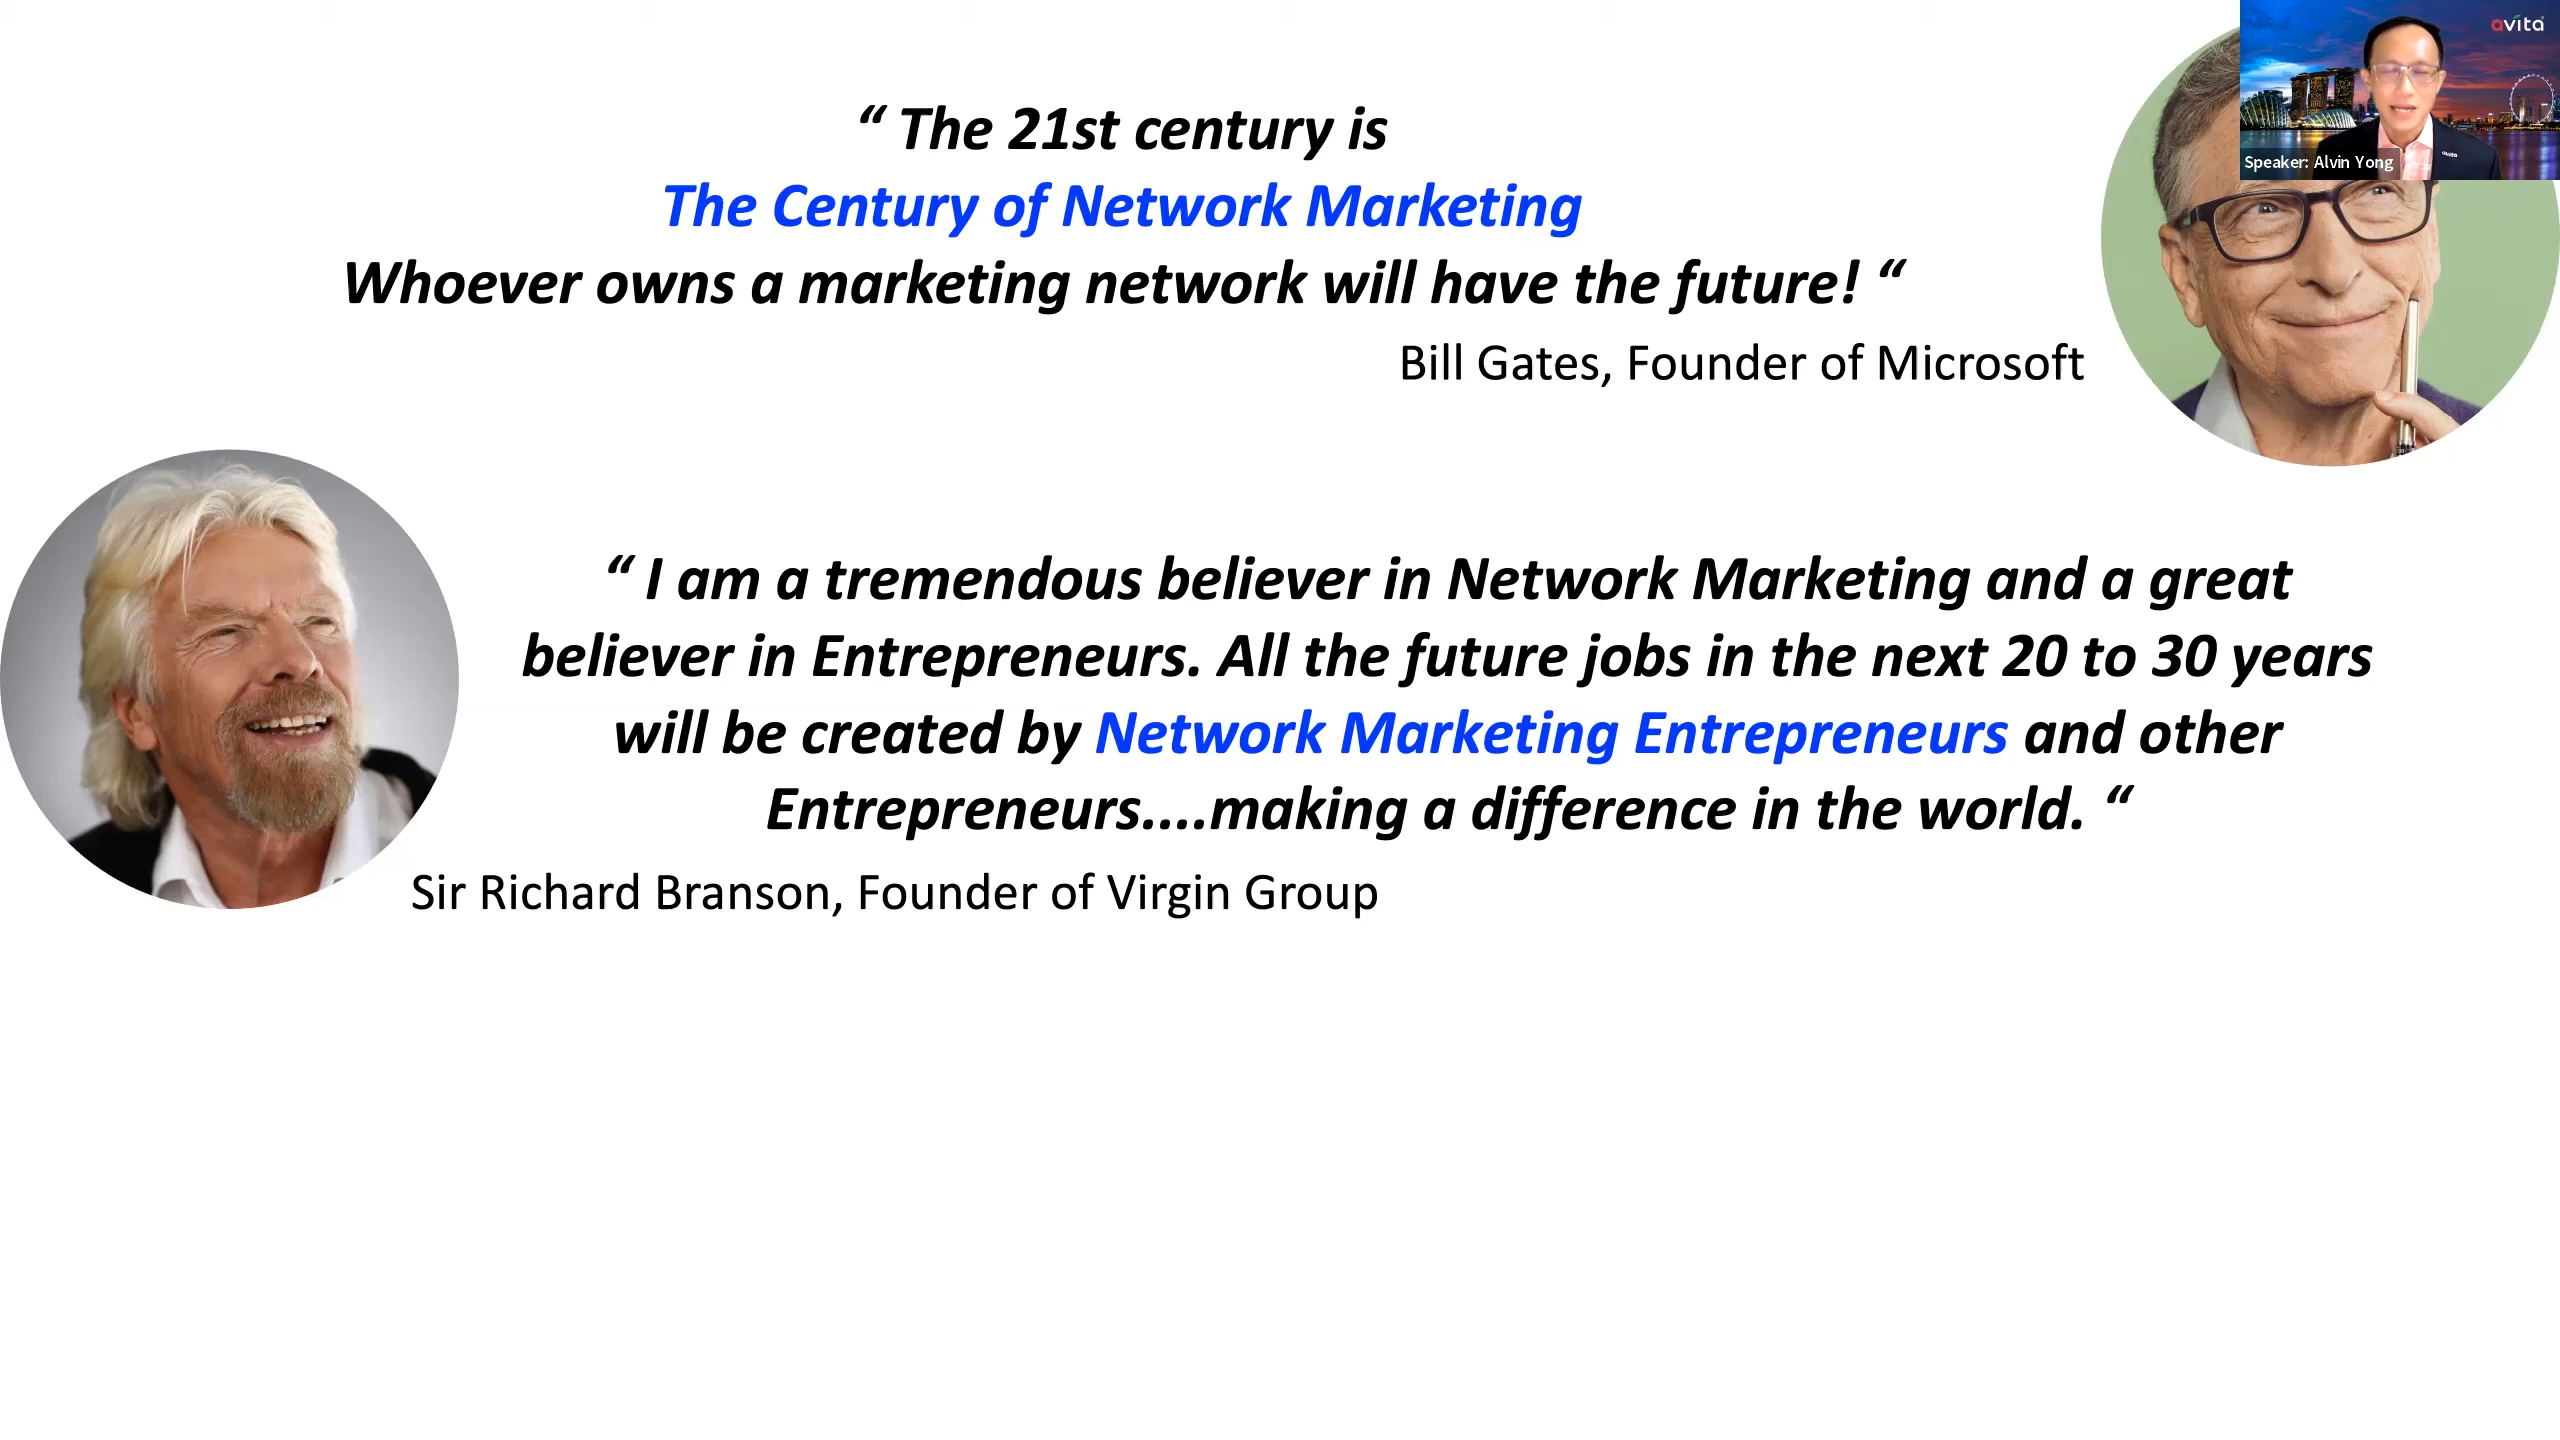 avita
Speaker: Alvin Yong
“ The 21st century is
The Century of Network Marketing
Whoever owns a marketing network will have the future! “
Bill Gates, Founder of Microsoft
“ I am a tremendous believer in Network Marketing and a great
believer in Entrepreneurs. All the future jobs in the next 20 to 30 years
will be created by Network Marketing Entrepreneurs and other
Entrepreneurs....making a difference in the world. “
Sir Richard Branson, Founder of Virgin Group